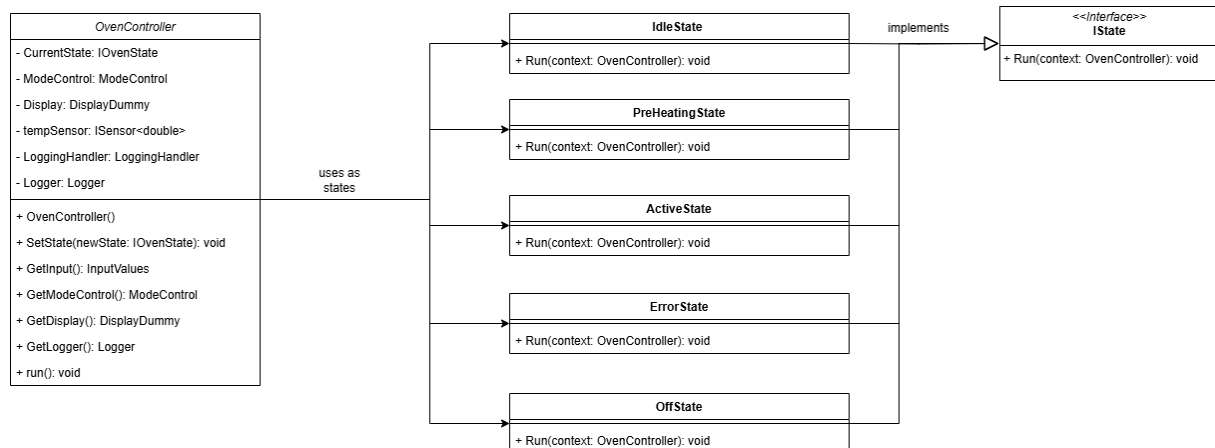 OvenController
- CurrentState: IOvenState
- ModeControl: ModeControl
- Display: DisplayDummy
- tempSensor: ISensor<double>
- LoggingHandler: LoggingHandler
- Logger: Logger
+ OvenController()
+ SetState(newState: IOvenState): void
+ GetInput(): InputValues
+ GetModeControl(): ModeControl
+ GetDisplay(): DisplayDummy
+ GetLogger(): Logger
+ run(): void
uses as
states
IdleState
+ Run(context: OvenController): void
PreHeatingState
+ Run(context: OvenController): void
ActiveState
+ Run(context: OvenController): void
ErrorState
+ Run(context: OvenController): void
OffState
+ Run(context: OvenController): void
implements
<<Interface>>
IState
+ Run(context: OvenController): void